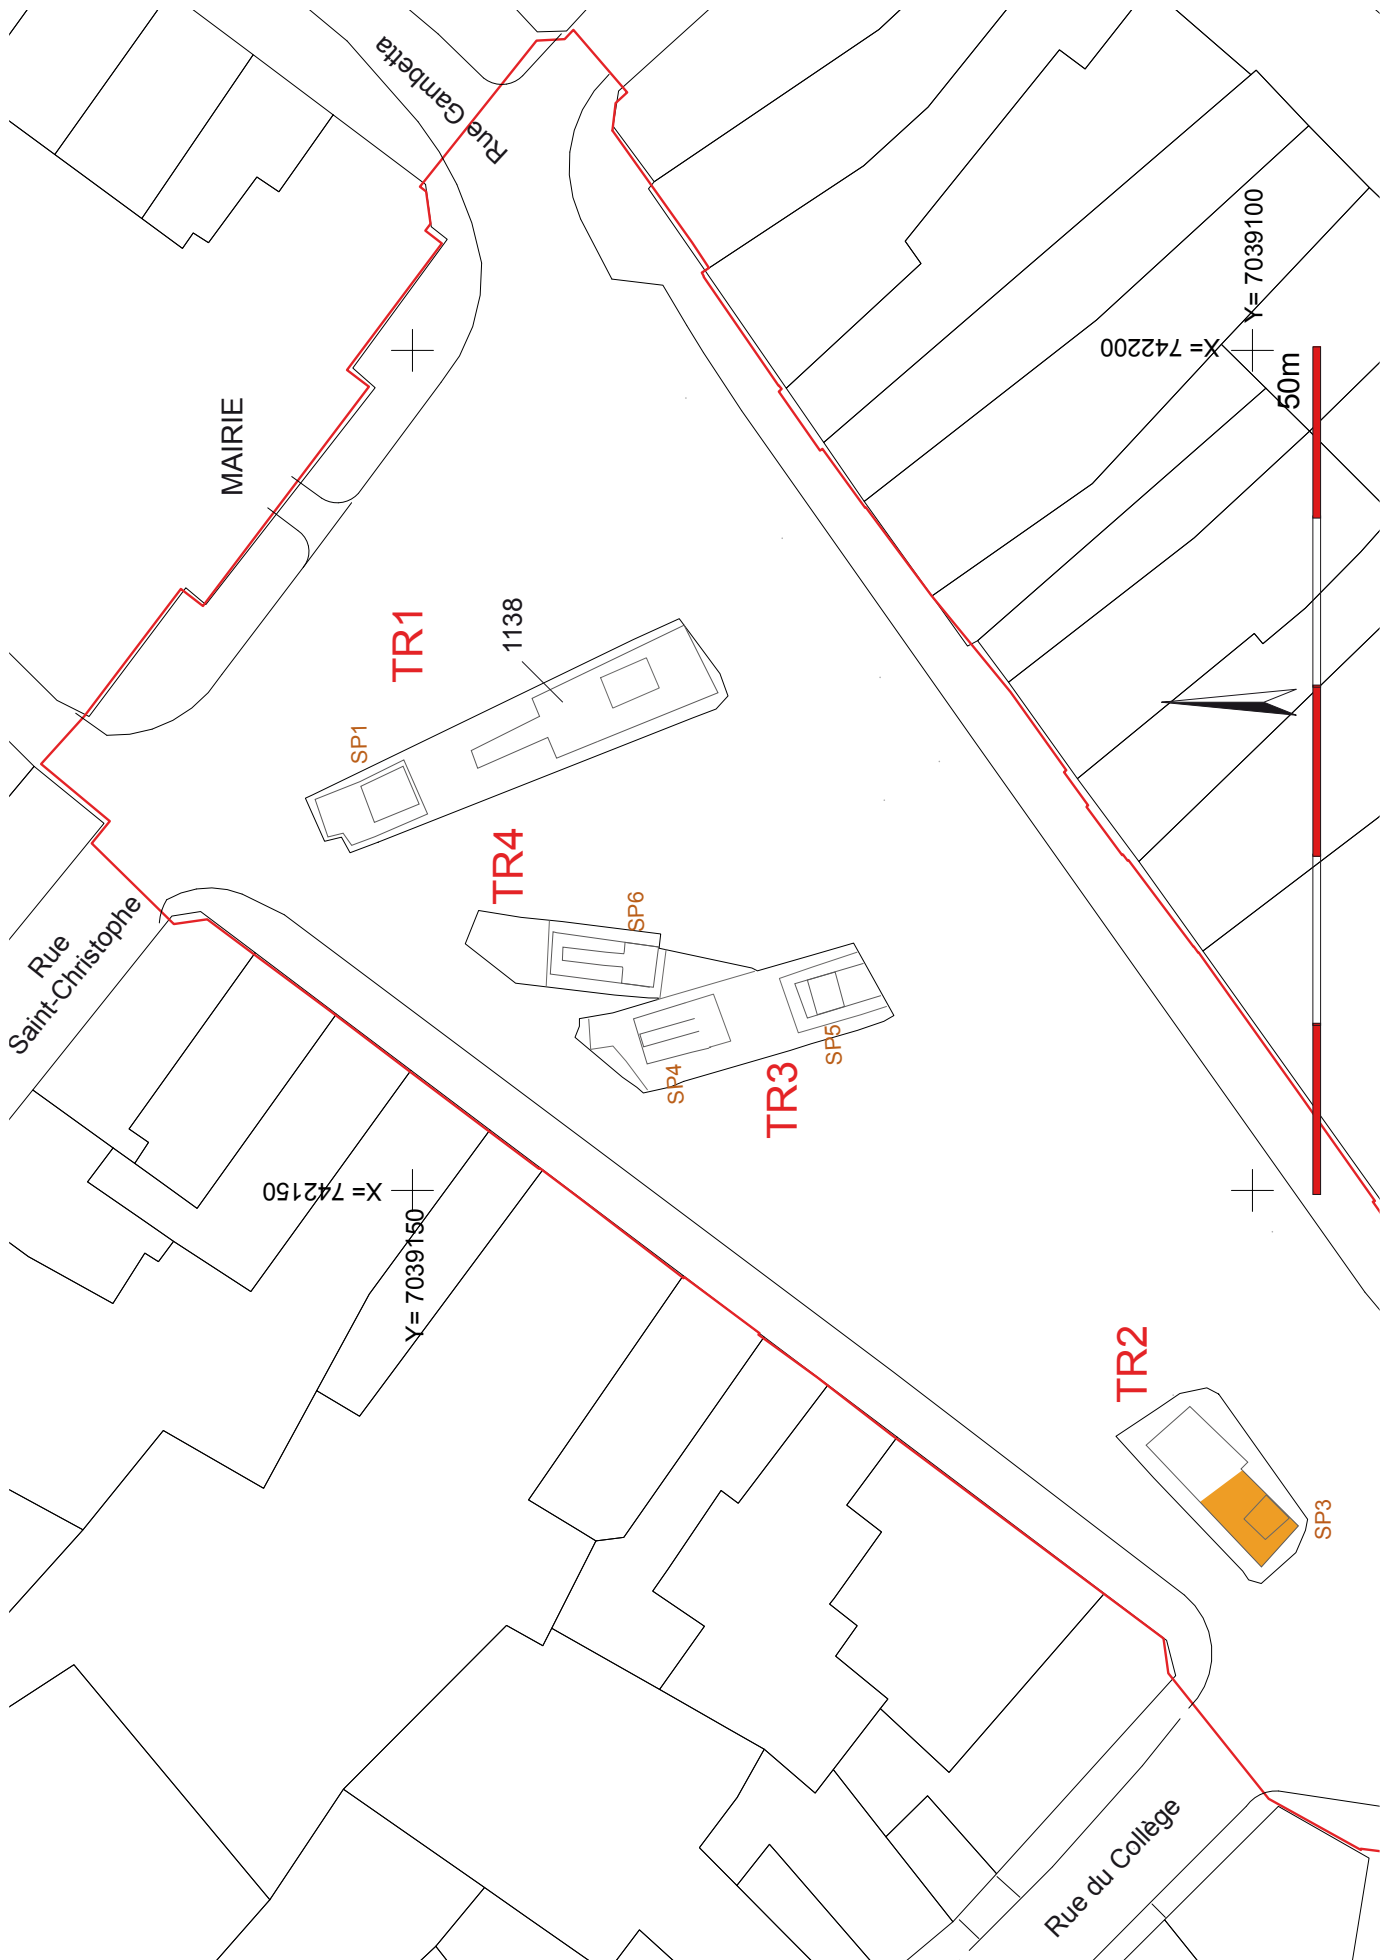 Rue Gambetta
MAIRIE
X= 742200
Y= 7039100
50m
TR1
1138
SP1
TR4
SP6
Rue
Saint-Christophe
SP4
SP5
TR3
X= 742150
Y= 7039150
TR2
SP3
Rue du Collège